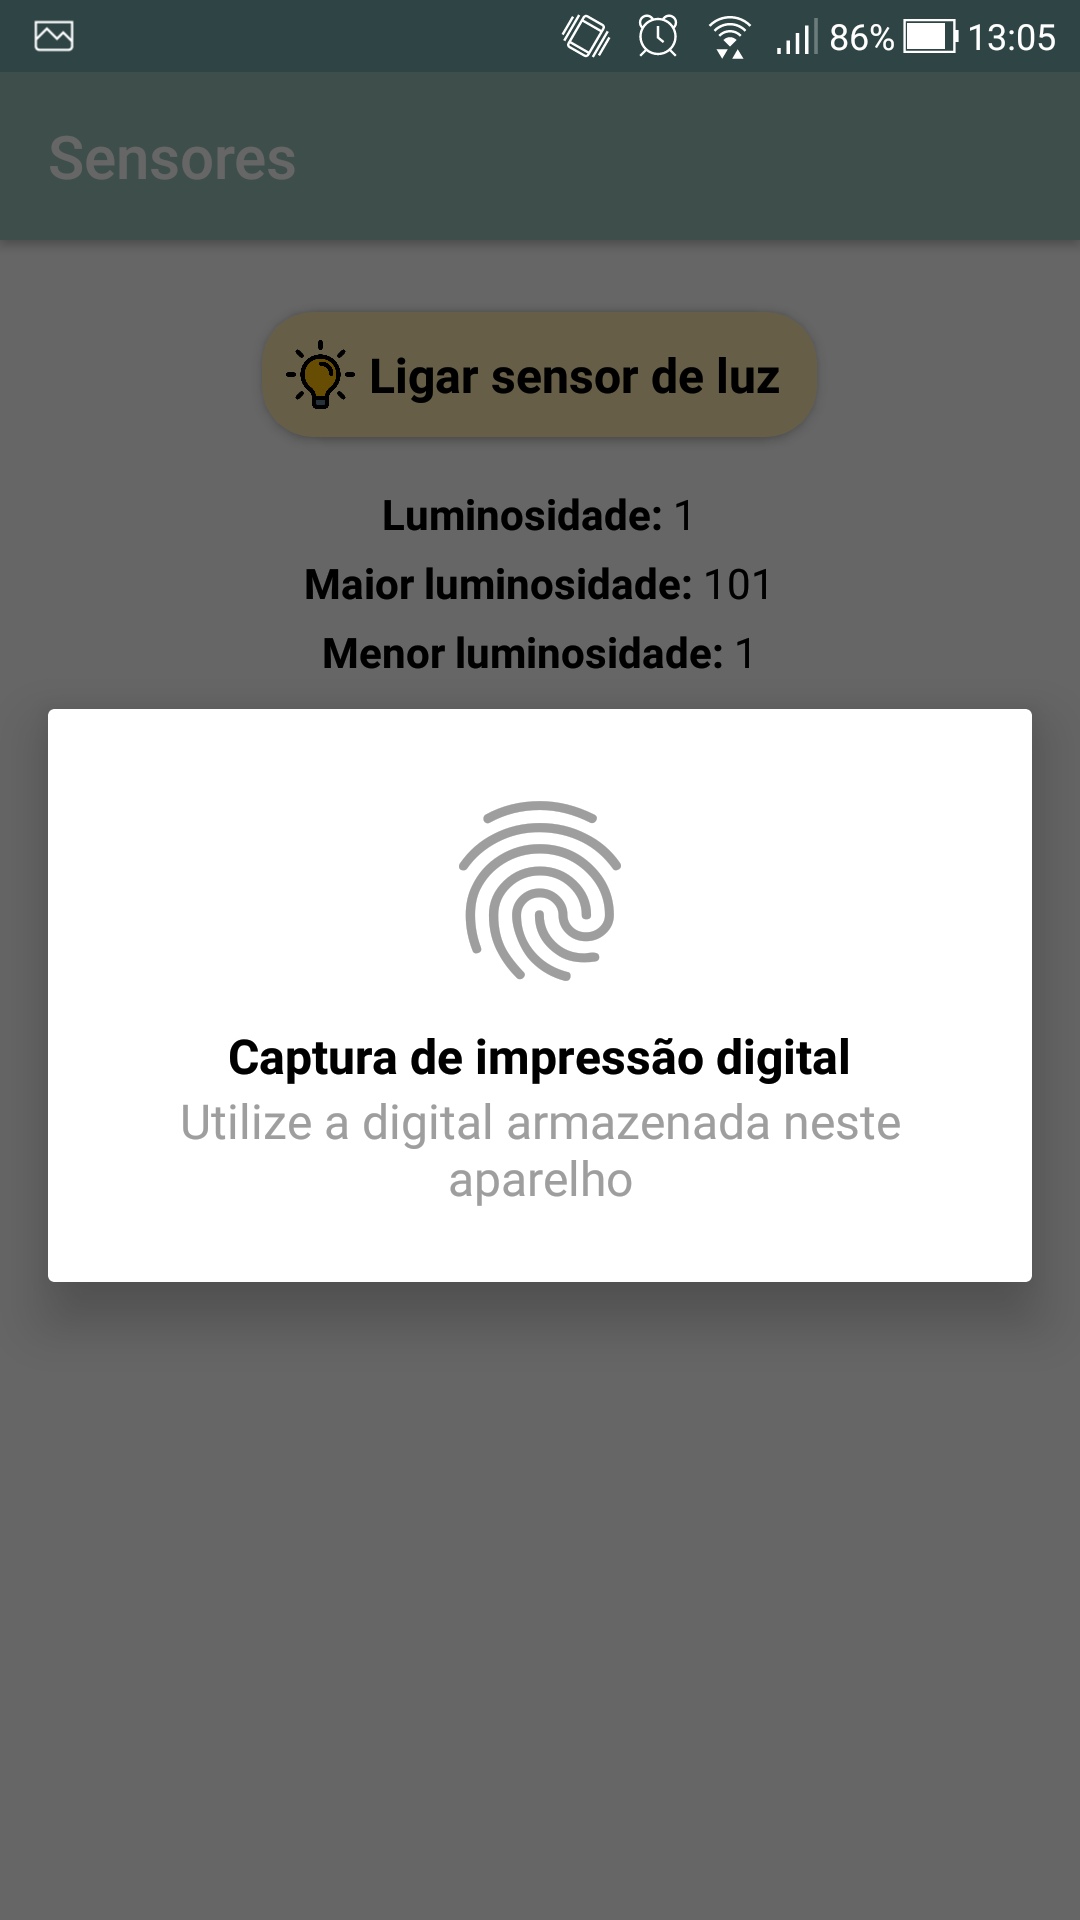 86% 13:05
Sensores
Ligar sensor de luz
Luminosidade: 1
Maior luminosidade: 101
Menor luminosidade: 1
Captura de impressão digital
Utilize a digital armazenada neste
aparelho